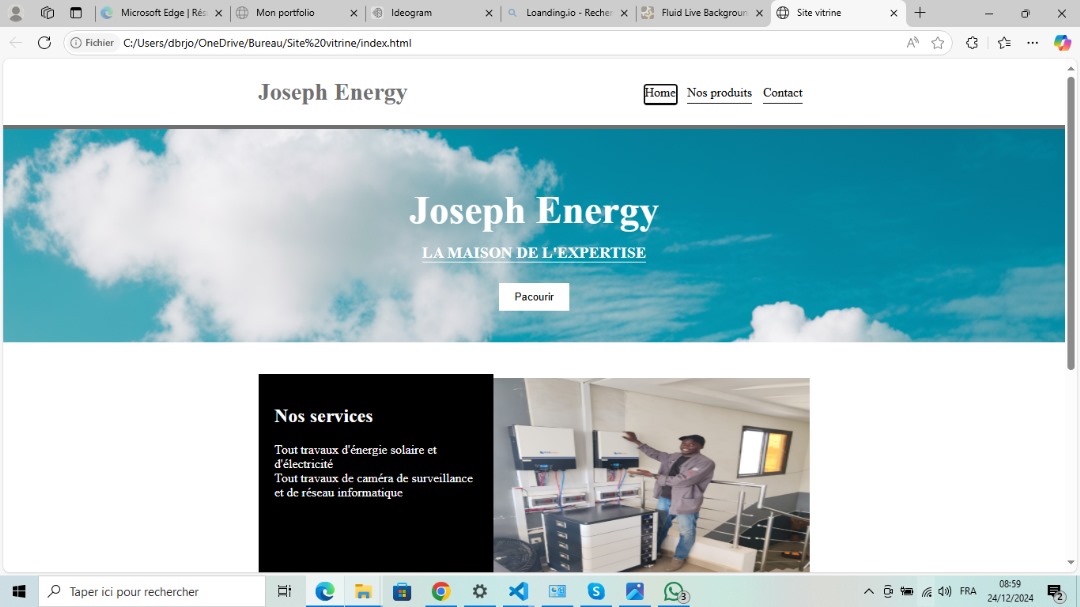 Microsoft Edge | Rés
Mon portfolio
Ideogram
Loanding.io - Recher
Fluid Live Backgroun
Site vitrine
Fichier
C:/Users/dbrjo/OneDrive/Bureau/Site%20vitrine/index.html
Joseph Energy
Home
Nos produits
Contact
Joseph Energy
LA MAISON DE L'EXPERTISE
Pacourir
Nos services
Tout travaux d'énergie solaire et
d'électricité
Tout travaux de caméra de surveillance
et de réseau informatique
Taper ici pour rechercher
3
FRA
08:59
24/12/2024
2